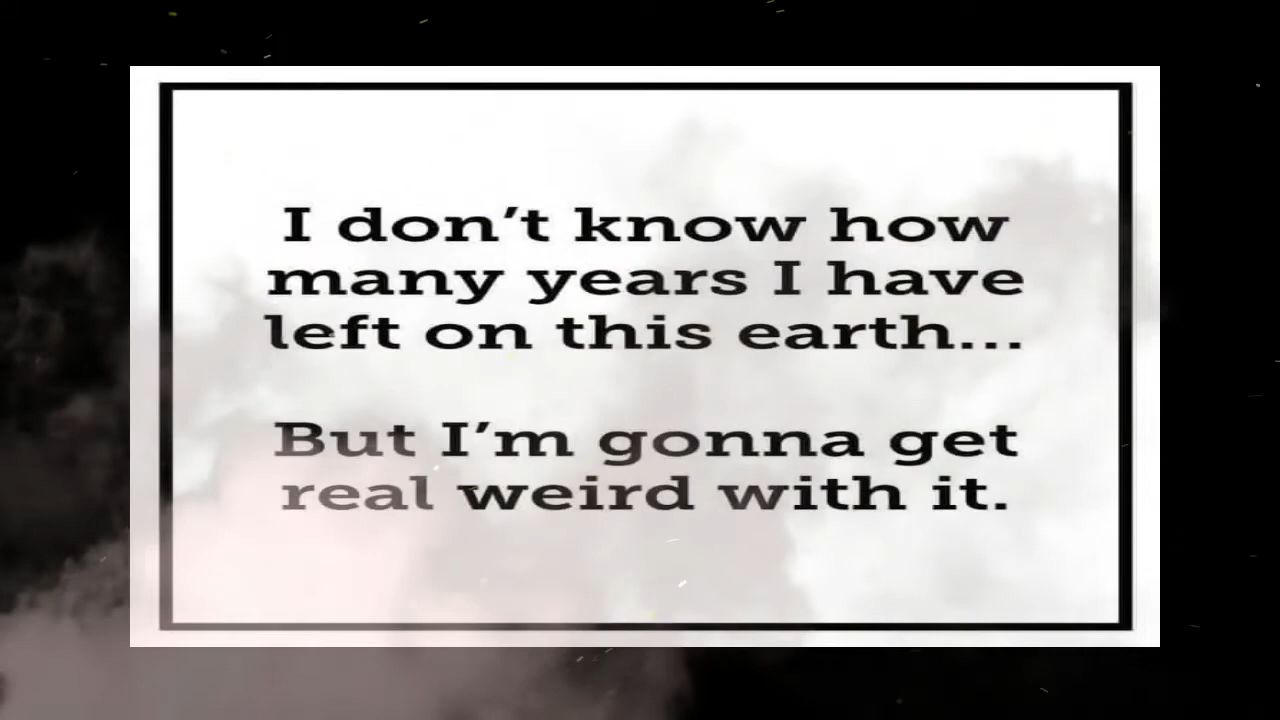 I don’t know how
many years I have
left on this earth...
But I’m gonna get
real weird with it.